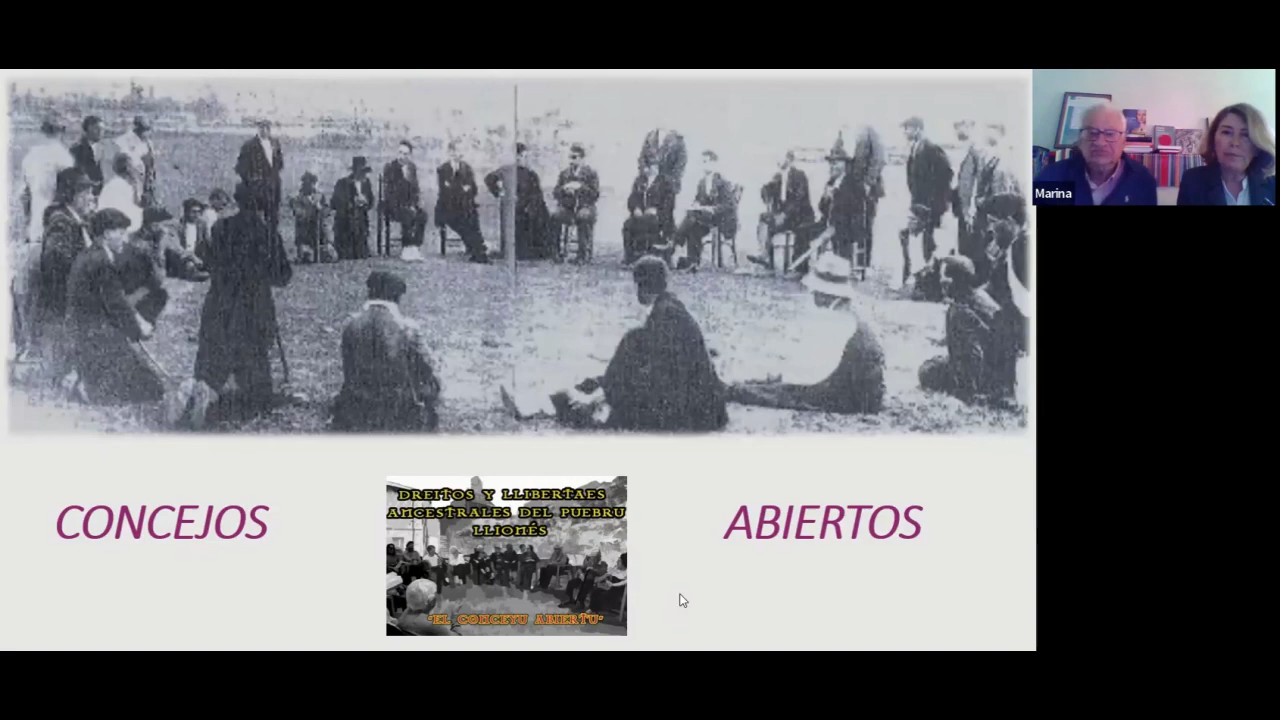 Marina
CONCEJOS
DREITOS Y LLIBERTAES
ANCESTRALES DEL PUEBRU
LLIONÉS
"EL CONCEYU ABIERTU"
ABIERTOS